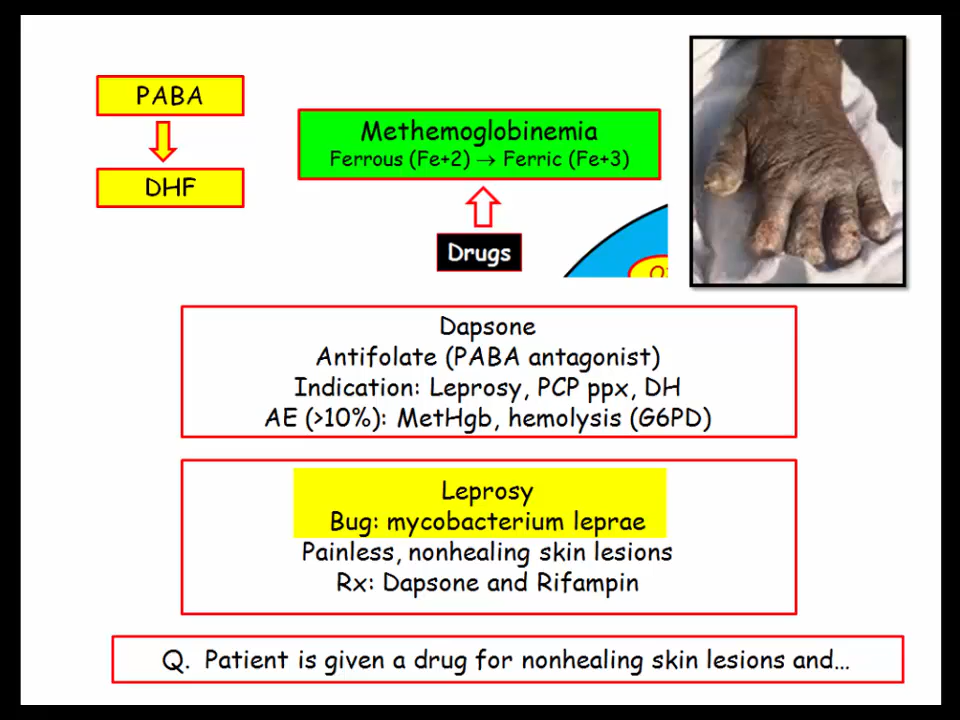 PABA
DHF
Methemoglobinemia
Ferrous (Fe+2) → Ferric (Fe+3)
Drugs
Dapsone
Antifolate (PABA antagonist)
Indication: Leprosy, PCP ppx, DH
AE (>10%): MetHgb, hemolysis (G6PD)
Leprosy
Bug: mycobacterium leprae
Painless, nonhealing skin lesions
Rx: Dapsone and Rifampin
Q. Patient is given a drug for nonhealing skin lesions and...